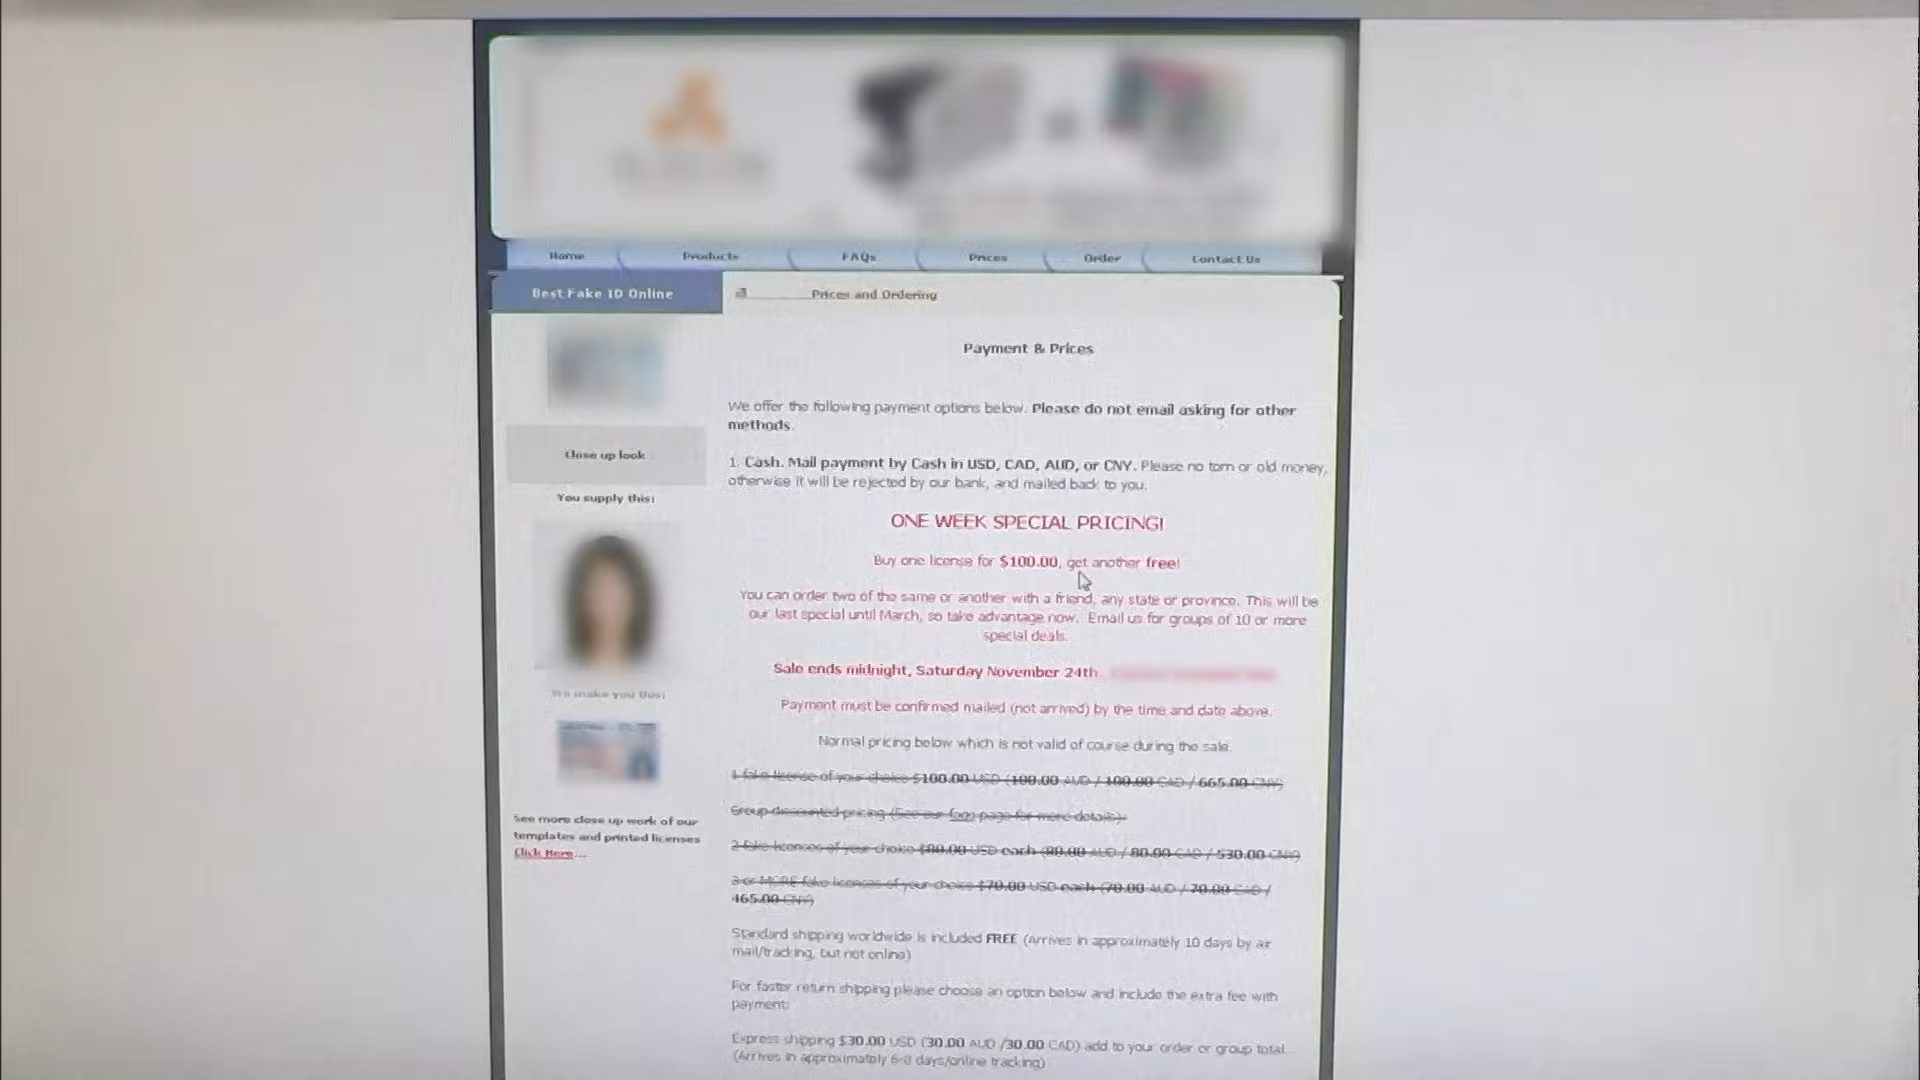 Home
Products
FAQs
Prices
Order
Contact Us
Best Fake ID Online
Prices and Ordering
Payment & Prices
We offer the following payment options below. Please do not email asking for other
methods.
1. Cash. Mail payment by Cash in USD, CAD, AUD, or CNY. Please no torn or old money,
otherwise it will be rejected by our bank, and mailed back to you.
ONE WEEK SPECIAL PRICING!
Buy one license for $100.00, get another free!
You can order two of the same or another with a friend, any state or province. This will be
our last special until March, so take advantage now. Email us for groups of 10 or more
special deals.
Sale ends midnight, Saturday November 24th.
Payment must be confirmed mailed (not arrived) by the time and date above.
Normal pricing below which is not valid of course during the sale.
1 fake license of your choice $100.00 USD (100.00 AUD / 100.00 CAD / 665.00 CNY)
Group discounted pricing (See our faqs page for more details).
2 fake licenses of your choice $80.00 USD each (80.00 AUD / 80.00 CAD / 530.00 CNY)
3 or MORE fake licenses of your choice $70.00 USD each (70.00 AUD / 70.00 CAD /
465.00 CNY)
Standard shipping worldwide is included FREE (Arrives in approximately 10 days by air
mail/tracking, but not online)
For faster return shipping please choose an option below and include the extra fee with
payment:
Express shipping $30.00 USD (30.00 AUD /30.00 CAD) add to your order or group total.
(Arrives in approximately days/online tracking)
Close up look
You supply this:
We make you this:
See more close up work of our
templates and printed licenses
Click Here...